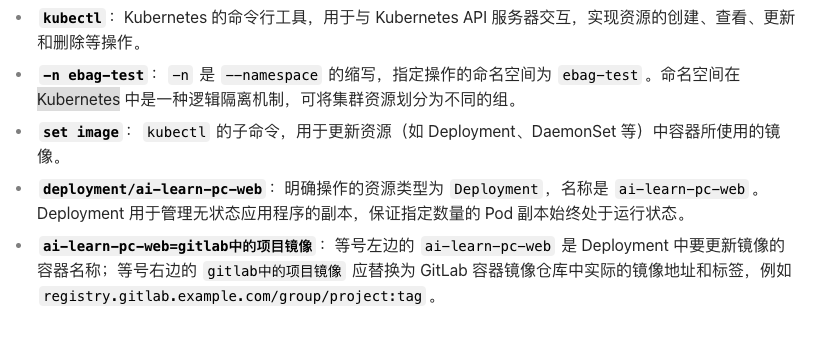 kubectl： Kubernetes 的命令行工具，用于与 Kubernetes API 服务器交互，实现资源的创建、查看、更新
和删除等操作。
-n ebag-test： -n 是 --namespace 的缩写，指定操作的命名空间为 ebag-test 。命名空间在
Kubernetes 中是一种逻辑隔离机制，可将集群资源划分为不同的组。
set image： kubectl 的子命令，用于更新资源（如 Deployment、DaemonSet 等）中容器所使用的镜
像。
deployment/ai-learn-pc-web： 明确操作的资源类型为 Deployment ，名称是 ai-learn-pc-web 。
Deployment 用于管理无状态应用程序的副本，保证指定数量的 Pod 副本始终处于运行状态。
ai-learn-pc-web=gitlab中的项目镜像： 等号左边的 ai-learn-pc-web 是 Deployment 中要更新镜像的
容器名称；等号右边的 gitlab中的项目镜像 应替换为 GitLab 容器镜像仓库中实际的镜像地址和标签，例如
registry.gitlab.example.com/group/project:tag 。